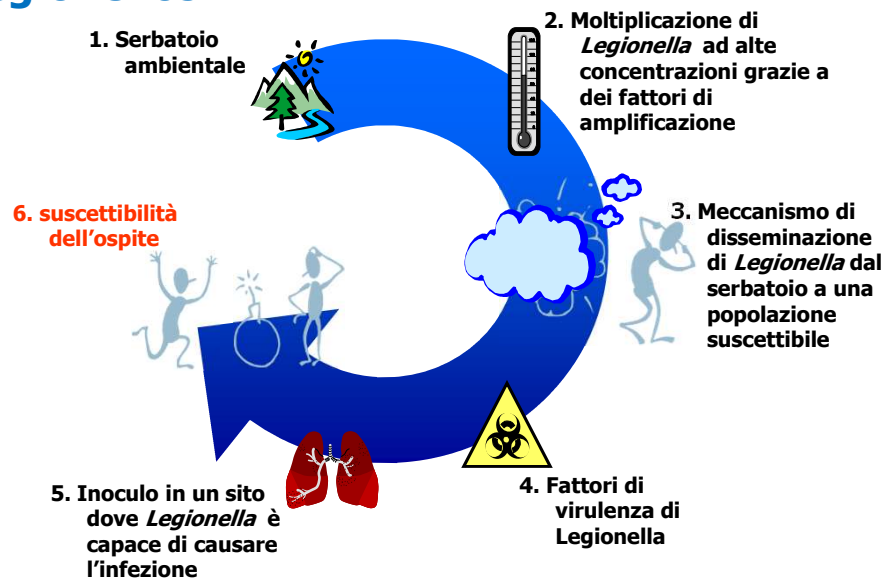 1. Serbatoio
ambientale
2. Moltiplicazione di
Legionella ad alte
concentrazioni grazie a
dei fattori di
amplificazione
3. Meccanismo di
disseminazione
di Legionella dal
serbatoio a una
popolazione
suscettibile
4. Fattori di
virulenza di
Legionella
5. Inoculo in un sito
dove Legionella è
capace di causare
l'infezione
6. suscettibilità
dell'ospite